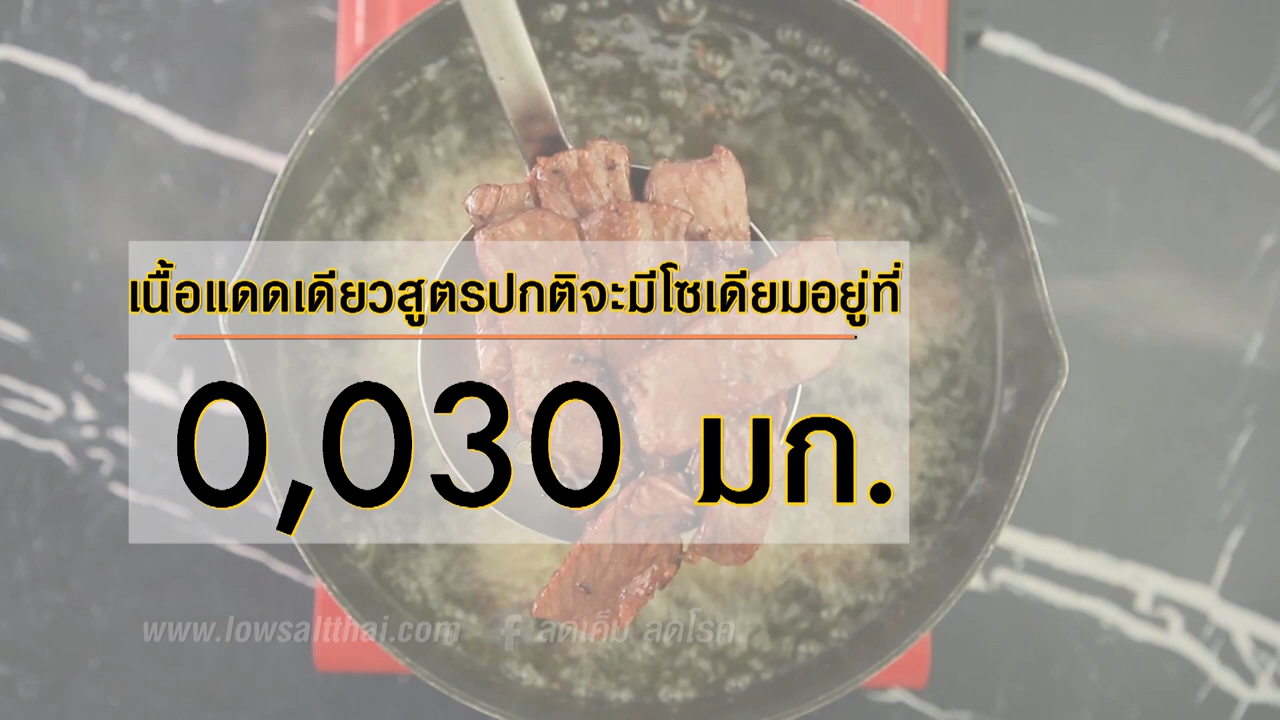 เนื้อแดดเดียวสูตรปกติจะมีโซเดียมอยู่ที่
0,030 มก.
www.lowsaltthai.com f ลดเค็ม ลดโรค